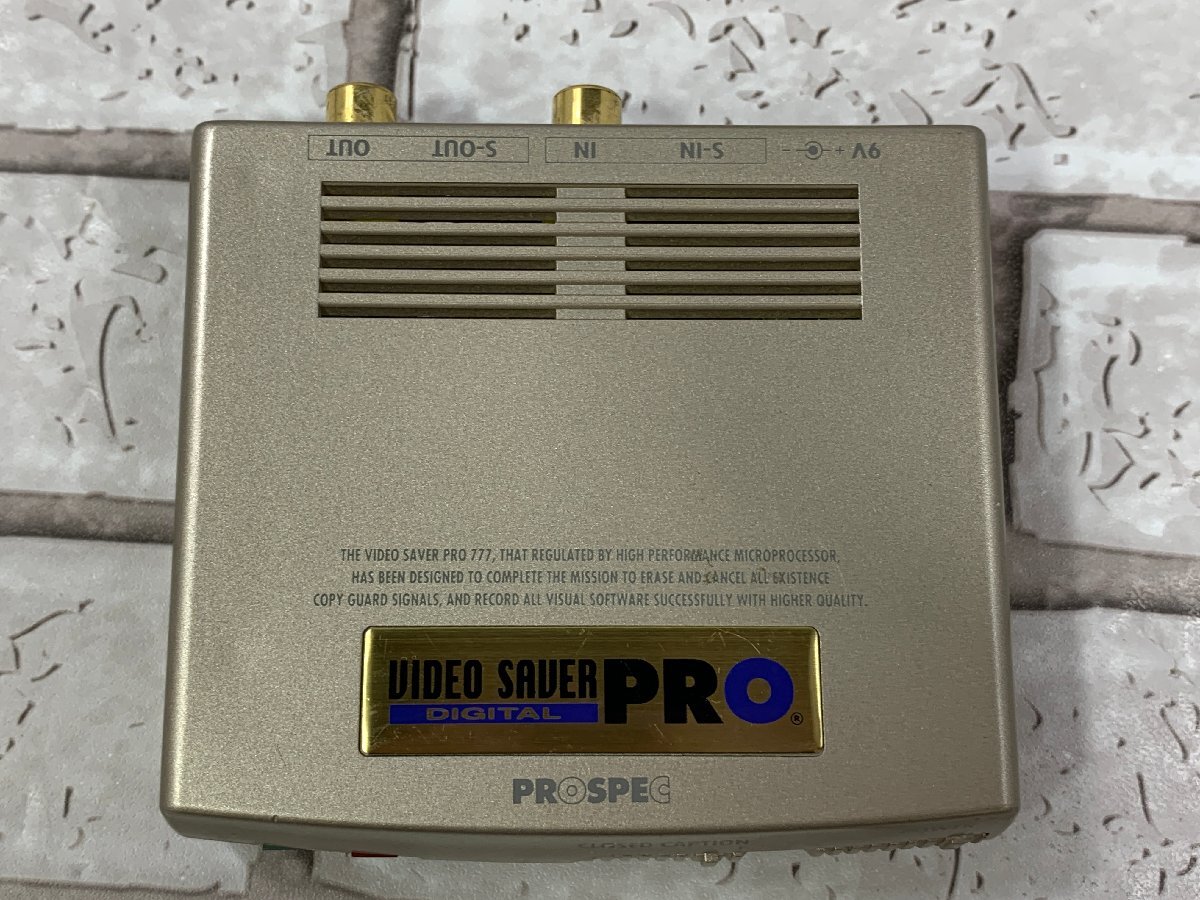 OUT S-OUT IN S-IN - + 9V
THE VIDEO SAVER PRO 777, THAT REGULATED BY HIGH PERFORMANCE MICROPROCESSOR,
HAS BEEN DESIGNED TO COMPLETE THE MISSION TO ERASE AND CANCEL ALL EXISTENCE
COPY GUARD SIGNALS, AND RECORD ALL VISUAL SOFTWARE SUCCESSFULLY WITH HIGHER QUALITY.
VIDEO SAVER PRO
DIGITAL ®
PROSPEC
CLOSED CAPTION